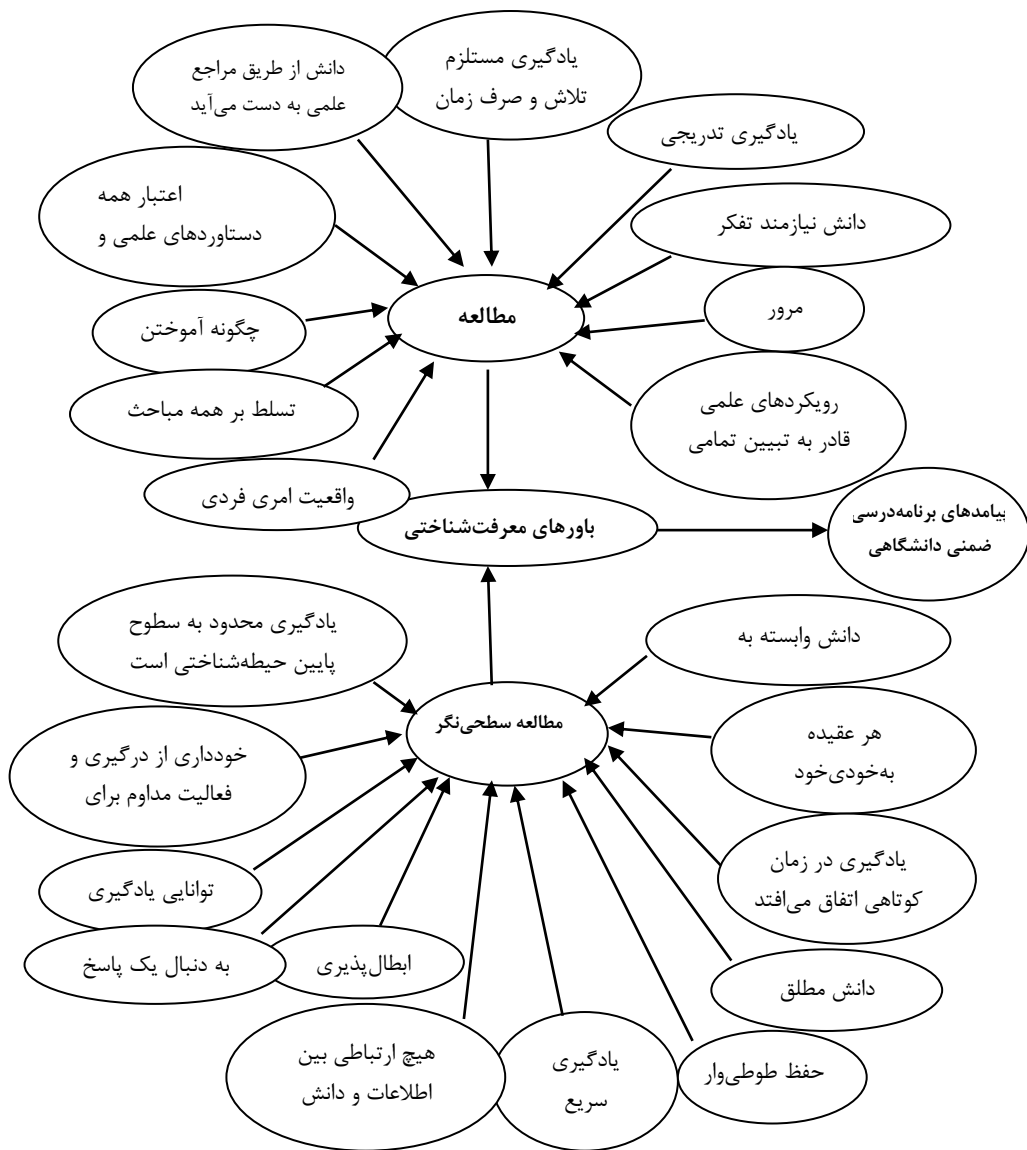 یادگیری مستلزم
تلاش و صرف زمان
دانش از طریق مراجع
علمی به دست می‌آید
یادگیری تدریجی
اعتبار همه
دستاوردهای علمی و
دانش نیازمند تفکر
مطالعه
مرور
چگونه آموختن
رویکردهای علمی
قادر به تبیین تمامی
تسلط بر همه مباحث
واقعیت امری فردی
باورهای معرفت‌شناختی
پیامدهای برنامه‌درسی
ضمنی دانشگاهی
یادگیری محدود به سطوح
پایین حیطه‌شناختی است
دانش وابسته به
مطالعه سطحی‌نگر
هر عقیده
به‌خودی‌خود
خودداری از درگیری و
فعالیت مداوم برای
یادگیری در زمان
کوتاهی اتفاق می‌افتد
توانایی یادگیری
به دنبال یک پاسخ
ابطال‌پذیری
دانش مطلق
هیچ ارتباطی بین
اطلاعات و دانش
یادگیری
سریع
حفظ طوطی‌وار